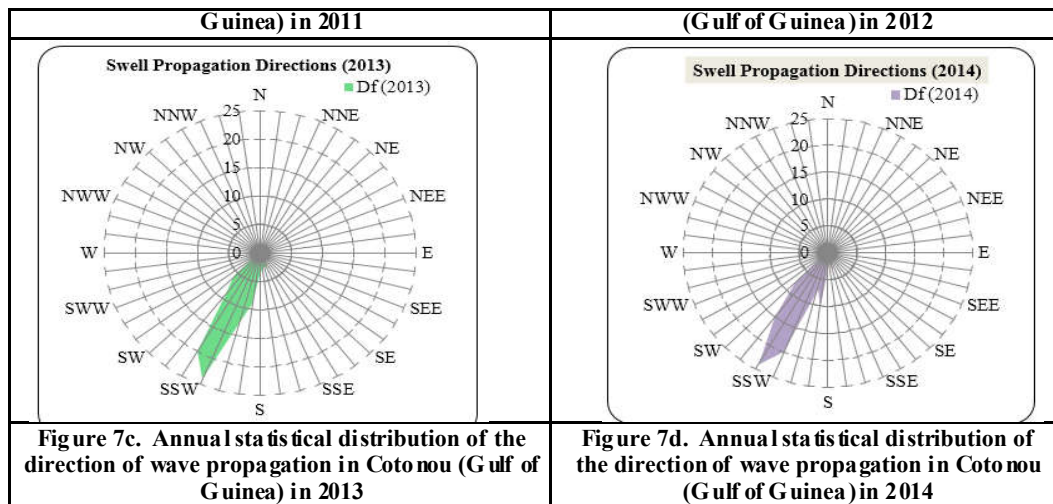 Guinea) in 2011
(Gulf of Guinea) in 2012
Swell Propagation Directions (2013)
Df (2013)
N
NNE
NE
NEE
E
SEE
SE
SSE
S
SSW
SW
SWW
W
NWW
NW
NNW
25
20
15
10
5
0
Figure 7c. Annual statistical distribution of the
direction of wave propagation in Cotonou (Gulf of
Guinea) in 2013
Swell Propagation Directions (2014)
Df (2014)
N
NNE
NE
NEE
E
SEE
SE
SSE
S
SSW
SW
SWW
W
NWW
NW
NNW
25
20
15
10
5
0
Figure 7d. Annual statistical distribution of
the direction of wave propagation in Cotonou
(Gulf of Guinea) in 2014